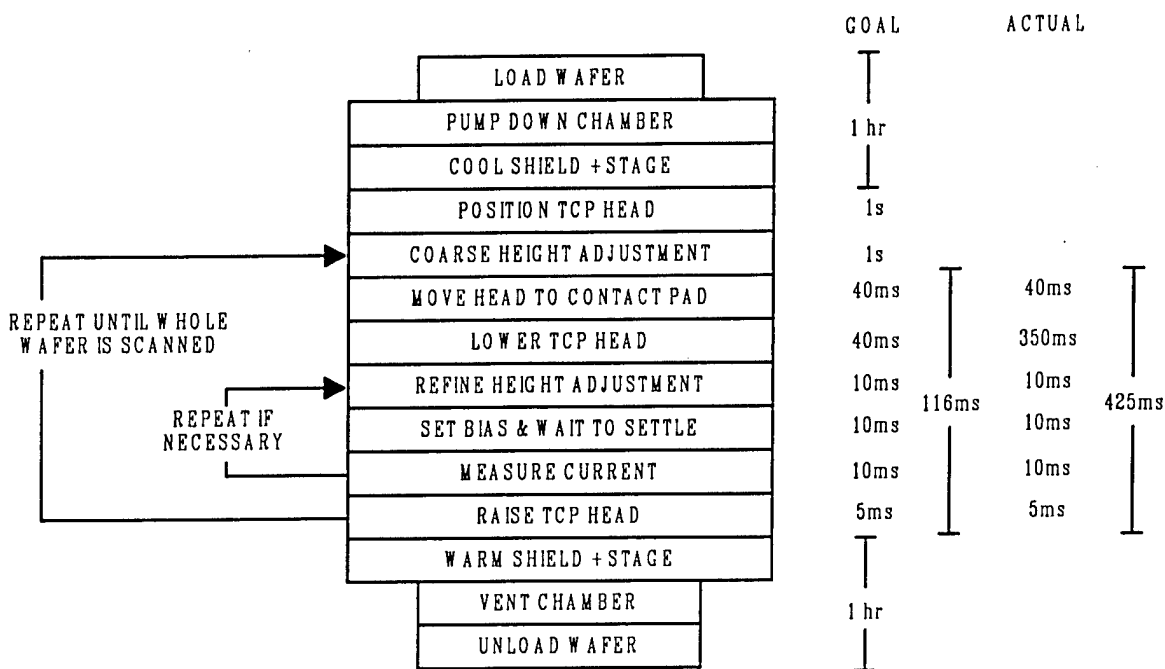 GOAL ACTUAL
LOAD WAFER
PUMP DOWN CHAMBER 1 hr
COOL SHIELD + STAGE
POSITION TCP HEAD 1s
COARSE HEIGHT ADJUSTMENT 1s
MOVE HEAD TO CONTACT PAD 40ms 40ms
REPEAT UNTIL WHOLE
WAFER IS SCANNED
LOWER TCP HEAD 40ms 350ms
REFINE HEIGHT ADJUSTMENT 10ms 10ms
116ms 425ms
REPEAT IF
NECESSARY
SET BIAS & WAIT TO SETTLE 10ms 10ms
MEASURE CURRENT 10ms 10ms
RAISE TCP HEAD 5ms 5ms
WARM SHIELD + STAGE
VENT CHAMBER 1 hr
UNLOAD WAFER